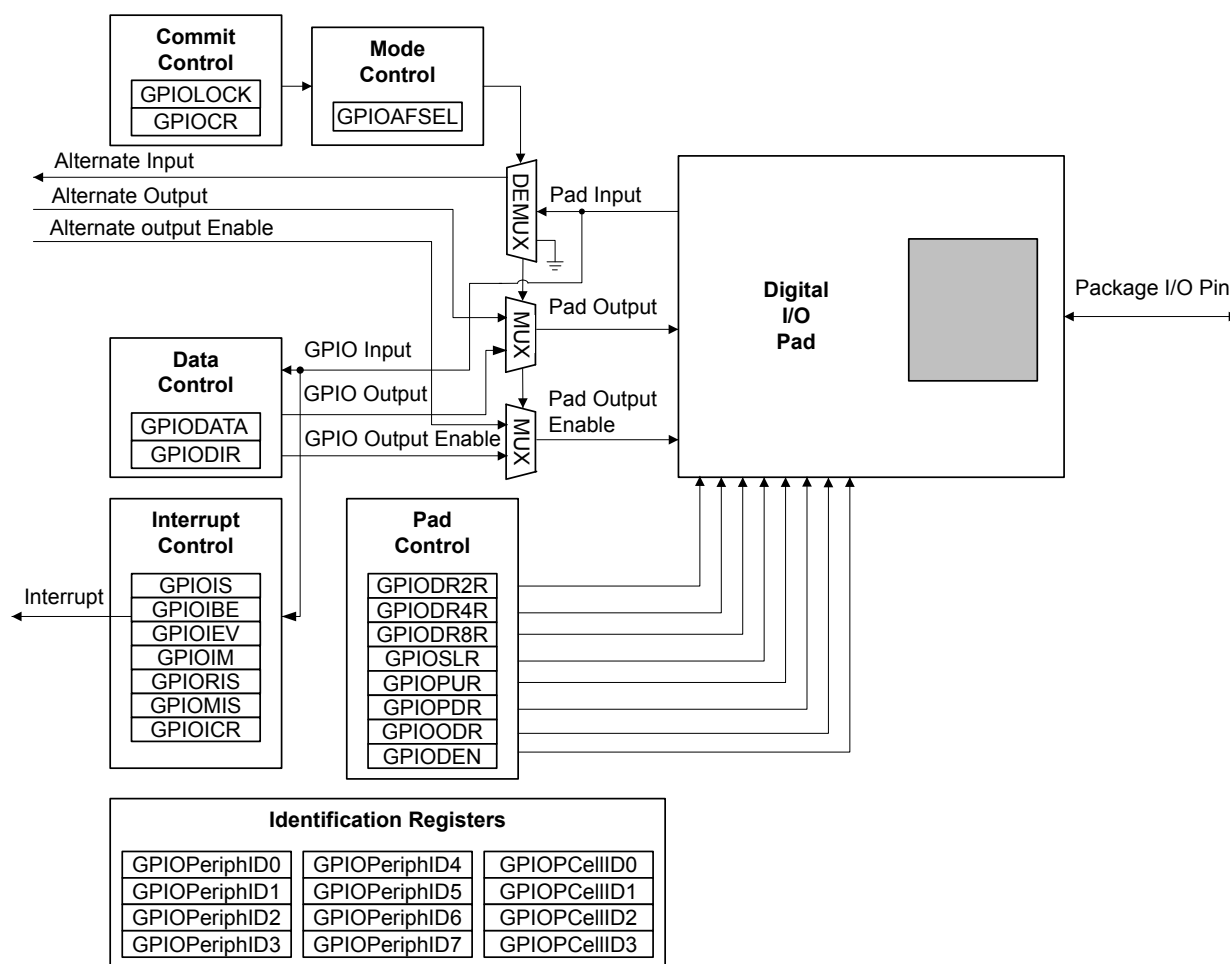 Commit
Control
GPIOLOCK
GPIOCR
Mode
Control
GPIOAFSEL
Alternate Input
Alternate Output
Alternate output Enable
DEMUX
Pad Input
MUX
Pad Output
MUX
Pad Output
Enable
Digital
I/O
Pad
Package I/O Pin
Data
Control
GPIODATA
GPIODIR
GPIO Input
GPIO Output
GPIO Output Enable
Interrupt
Control
GPIOIS
GPIOIBE
GPIOIEV
GPIOIM
GPIORIS
GPIOMIS
GPIOICR
Interrupt
Pad
Control
GPIODR2R
GPIODR4R
GPIODR8R
GPIOSLR
GPIOPUR
GPIOPDR
GPIOODR
GPIODEN
Identification Registers
GPIOPeriphID0
GPIOPeriphID1
GPIOPeriphID2
GPIOPeriphID3
GPIOPeriphID4
GPIOPeriphID5
GPIOPeriphID6
GPIOPeriphID7
GPIOPCellID0
GPIOPCellID1
GPIOPCellID2
GPIOPCellID3